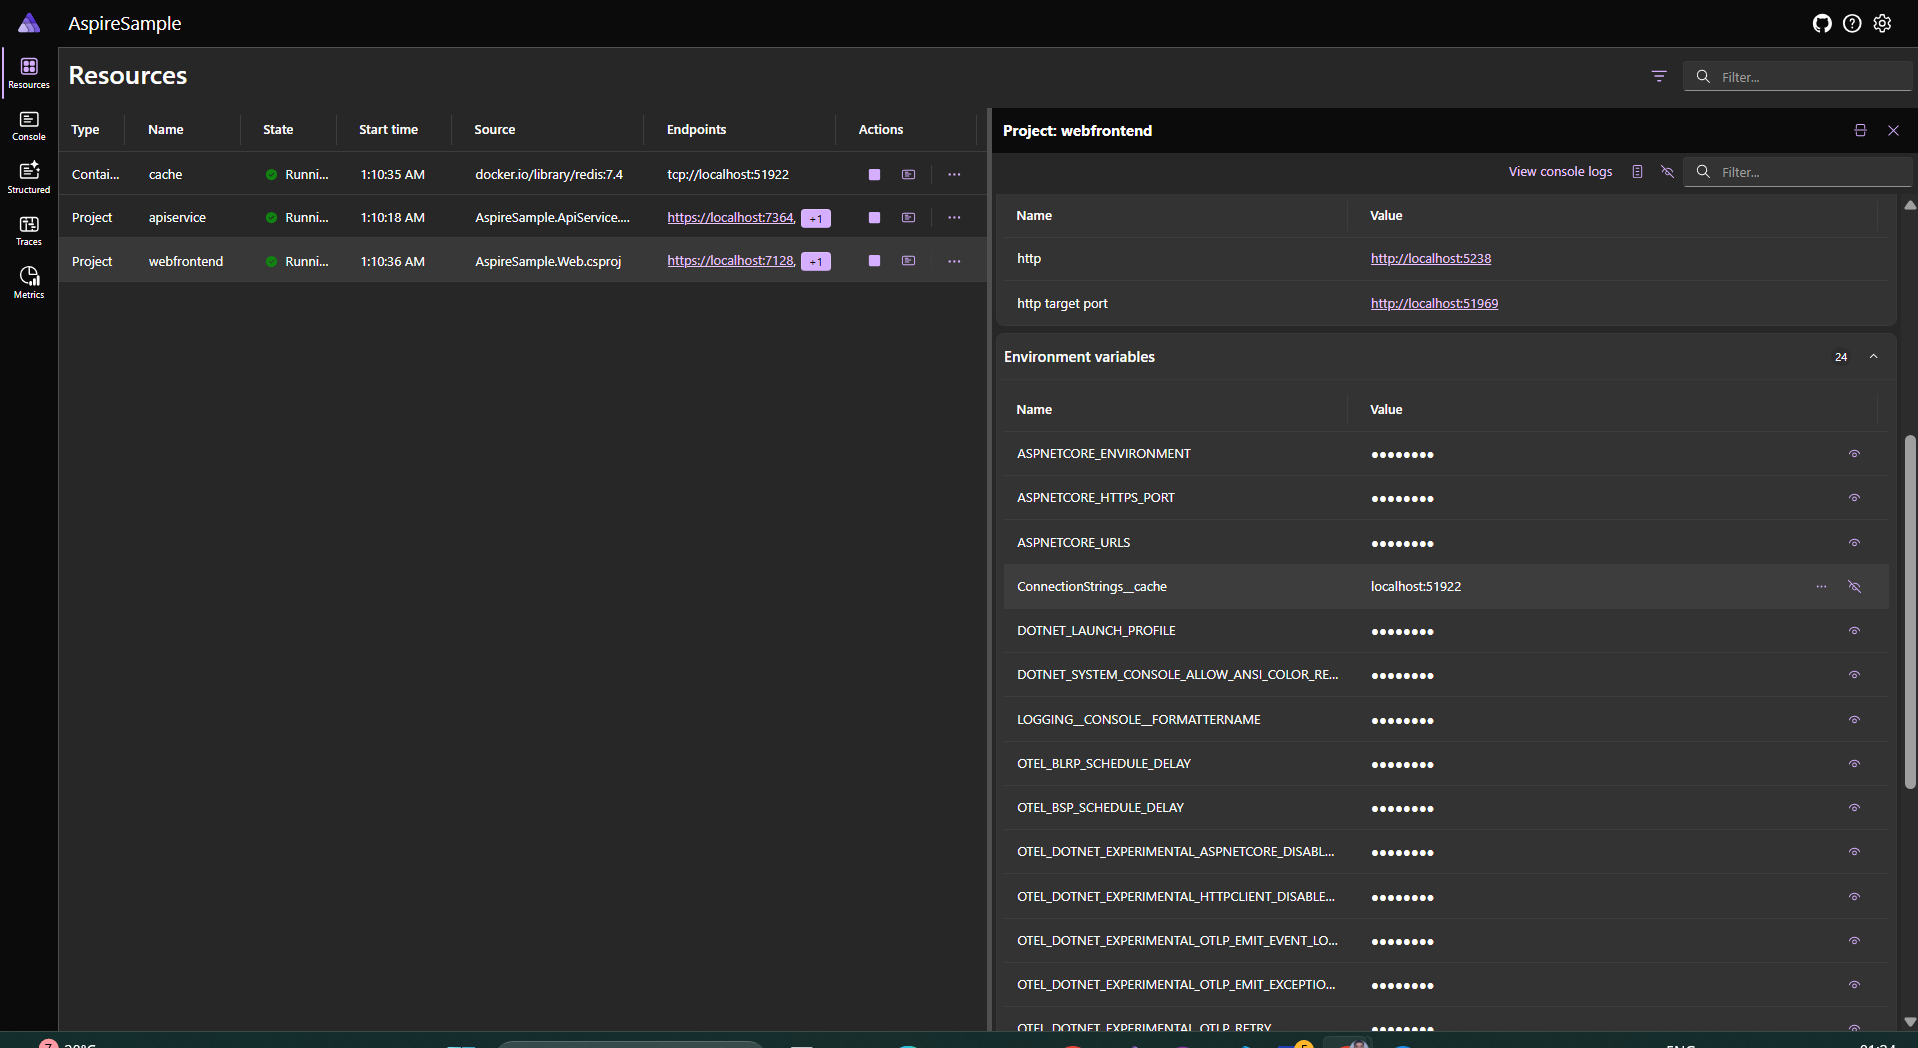 AspireSample
Resources
Console
Structured
Traces
Metrics
Resources
Filter...
Type Name State Start time Source Endpoints Actions
Contai... cache Runni... 1:10:35 AM docker.io/library/redis:7.4 tcp://localhost:51922
Project apiservice Runni... 1:10:18 AM AspireSample.ApiService.... https://localhost:7364, +1
Project webfrontend Runni... 1:10:36 AM AspireSample.Web.csproj https://localhost:7128, +1
Project: webfrontend
View console logs Filter...
Name Value
http http://localhost:5238
http target port http://localhost:51969
Environment variables 24
Name Value
ASPNETCORE_ENVIRONMENT ●●●●●●●●
ASPNETCORE_HTTPS_PORT ●●●●●●●●
ASPNETCORE_URLS ●●●●●●●●
ConnectionStrings__cache localhost:51922
DOTNET_LAUNCH_PROFILE ●●●●●●●●
DOTNET_SYSTEM_CONSOLE_ALLOW_ANSI_COLOR_RE... ●●●●●●●●
LOGGING__CONSOLE__FORMATTERNAME ●●●●●●●●
OTEL_BLRP_SCHEDULE_DELAY ●●●●●●●●
OTEL_BSP_SCHEDULE_DELAY ●●●●●●●●
OTEL_DOTNET_EXPERIMENTAL_ASPNETCORE_DISABL... ●●●●●●●●
OTEL_DOTNET_EXPERIMENTAL_HTTPCLIENT_DISABLE... ●●●●●●●●
OTEL_DOTNET_EXPERIMENTAL_OTLP_EMIT_EVENT_LO... ●●●●●●●●
OTEL_DOTNET_EXPERIMENTAL_OTLP_EMIT_EXCEPTIO... ●●●●●●●●
OTEL_DOTNET_EXPERIMENTAL_OTLP_RETRY ●●●●●●●●